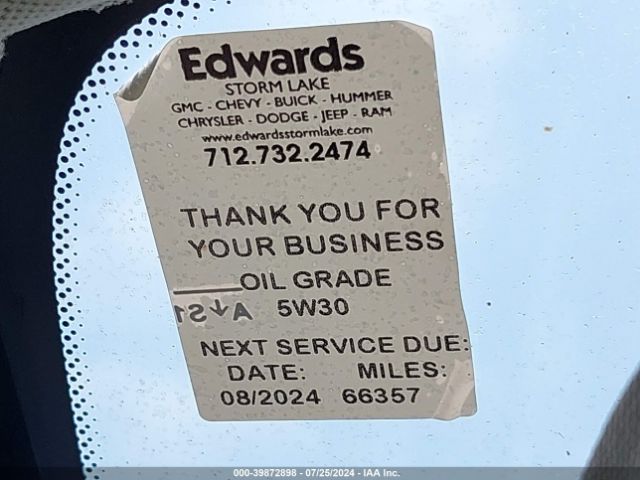 Edwards
STORM LAKE
GMC - CHEVY - BUICK - HUMMER
CHRYSLER - DODGE - JEEP - RAM
www.edwardsstormlake.com
712.732.2474
THANK YOU FOR
YOUR BUSINESS
OIL GRADE
5W30
NEXT SERVICE DUE:
DATE: MILES:
08/2024 66357
000-39872898 - 07/25/2024 - IAA Inc.